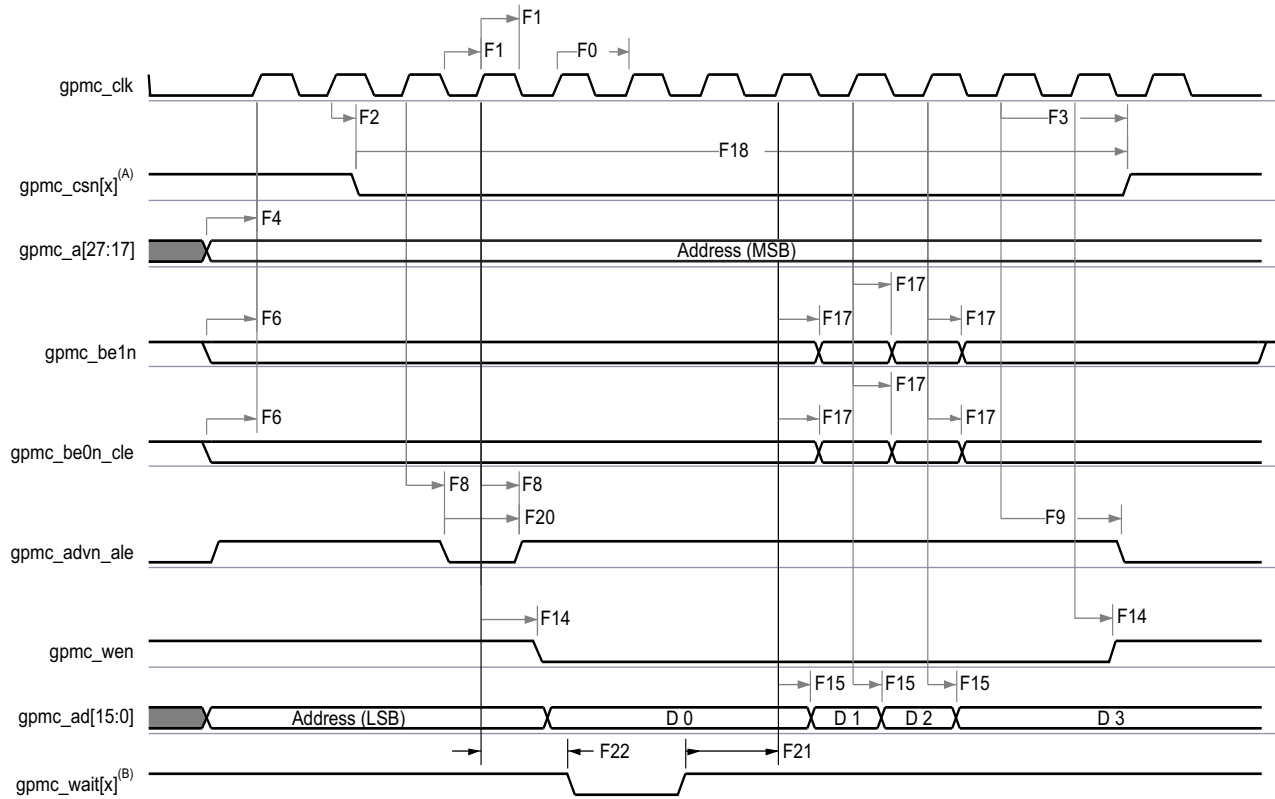 F1
F1
F0
gpmc_clk
F2
F3
F18
gpmc_csn[x](A)
F4
gpmc_a[27:17]
Address (MSB)
F17
F6
F17
F17
gpmc_be1n
F17
F6
F17
F17
gpmc_be0n_cle
F8
F8
F20
F9
gpmc_advn_ale
F14
F14
gpmc_wen
F15
F15
F15
gpmc_ad[15:0]
Address (LSB)
D 0
D 1
D 2
D 3
F22
F21
gpmc_wait[x](B)